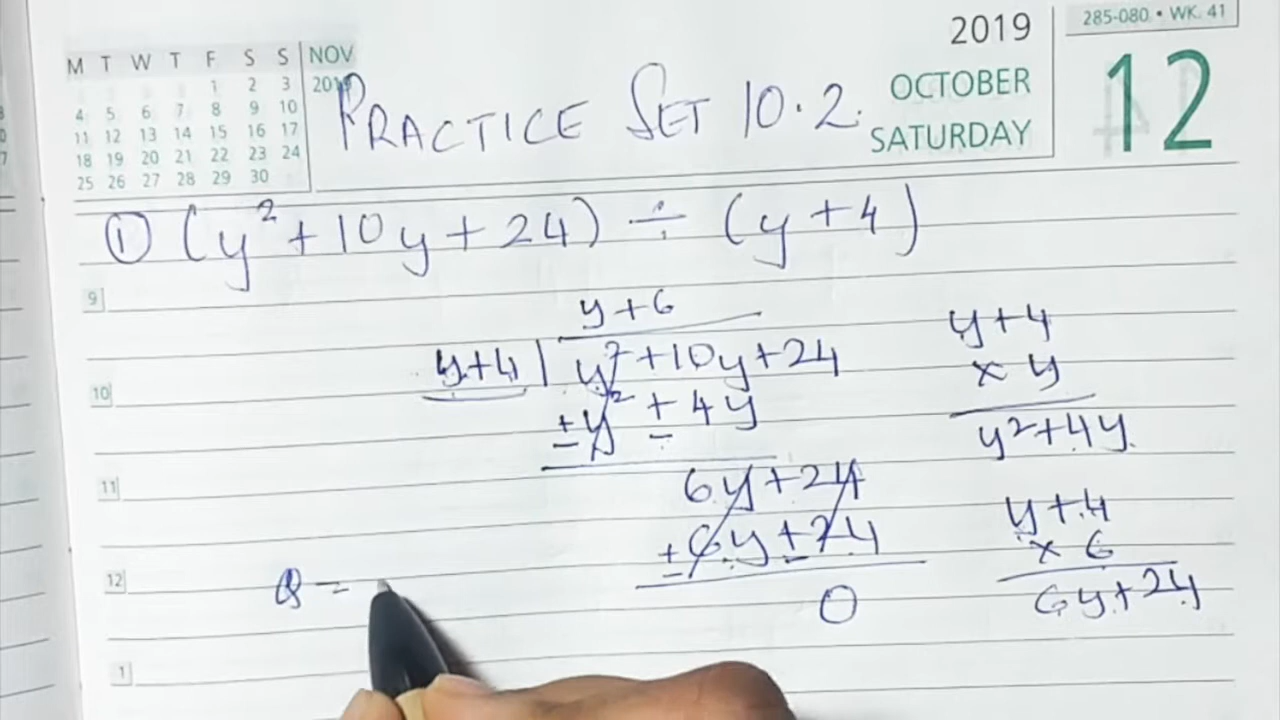 M T W T F S S NOV
1 2 3 2019
4 5 6 7 8 9 10
11 12 13 14 15 16 17
18 19 20 21 22 23 24
25 26 27 28 29 30
2019
OCTOBER
SATURDAY
285-080 • WK. 41
12
PRACTICE SET 10.2.
① (y² + 10y + 24) ÷ (y + 4)
9
y + 6
10
y+4 | y² + 10y + 24
± y² ± 4y
11
6y + 24
± 6y ± 24
12
0
y + 4
× y
y² + 4y
y + 4
× 6
6y + 24
Q =
1